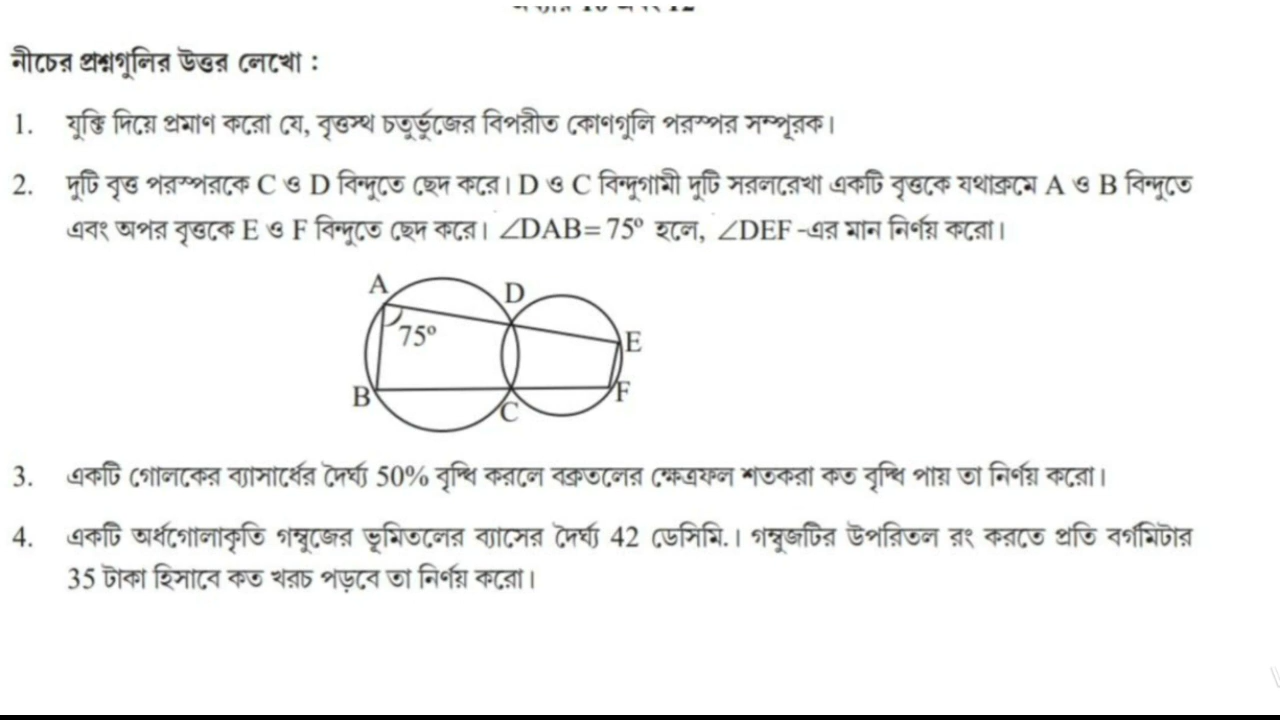 নীচের প্রশ্নগুলির উত্তর লেখো :
1. যুক্তি দিয়ে প্রমাণ করো যে, বৃত্তস্থ চতুর্ভুজের বিপরীত কোণগুলি পরস্পর সম্পূরক।
2. দুটি বৃত্ত পরস্পরকে C ও D বিন্দুতে ছেদ করে। D ও C বিন্দুগামী দুটি সরলরেখা একটি বৃত্তকে যথাক্রমে A ও B বিন্দুতে
এবং অপর বৃত্তকে E ও F বিন্দুতে ছেদ করে। ∠DAB= 75º হলে, ∠DEF -এর মান নির্ণয় করো।
A
D
75º
E
B
C
F
3. একটি গোলকের ব্যাসার্ধের দৈর্ঘ্য 50% বৃদ্ধি করলে বক্রতলের ক্ষেত্রফল শতকরা কত বৃদ্ধি পায় তা নির্ণয় করো।
4. একটি অর্ধগোলাকৃতি গম্বুজের ভূমিতলের ব্যাসের দৈর্ঘ্য 42 ডেসিমি.। গম্বুজটির উপরিতল রং করতে প্রতি বর্গমিটার
35 টাকা হিসাবে কত খরচ পড়বে তা নির্ণয় করো।